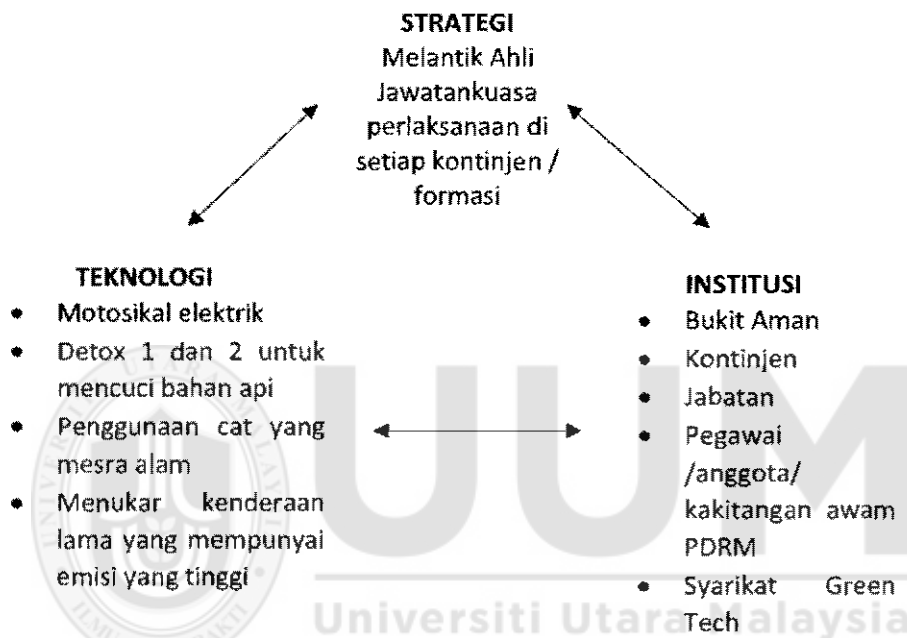 STRATEGI
Melantik Ahli
Jawatankuasa
perlaksanaan di
setiap kontinjen /
formasi
TEKNOLOGI
• Motosikal elektrik
• Detox 1 dan 2 untuk
mencuci bahan api
• Penggunaan cat yang
mesra alam
• Menukar kenderaan
lama yang mempunyai
emisi yang tinggi
INSTITUSI
• Bukit Aman
• Kontinjen
• Jabatan
• Pegawai
/anggota/
kakitangan awam
PDRM
• Syarikat Green
Tech
UUM
Universiti Utara Malaysia